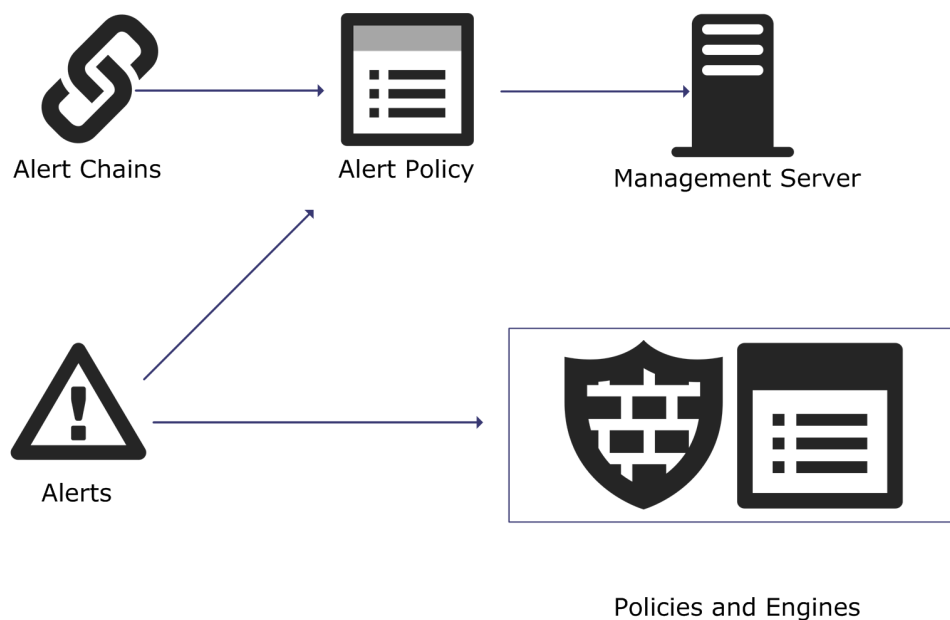 Alert Chains
Alert Policy
Management Server
Alerts
Policies and Engines